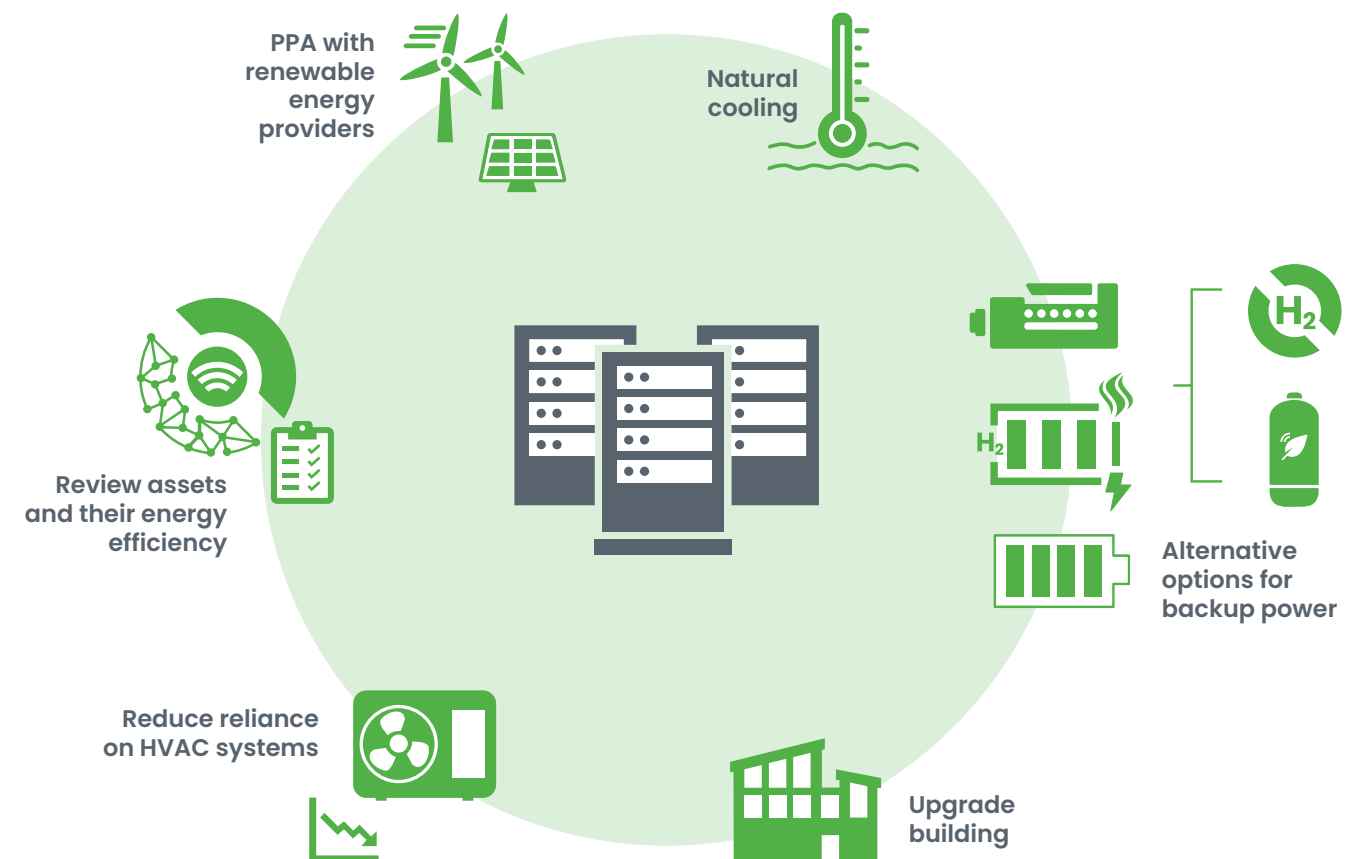 PPA with
renewable
energy
providers
Natural
cooling
H2
H2
Review assets
and their energy
efficiency
Alternative
options for
backup power
Reduce reliance
on HVAC systems
Upgrade
building